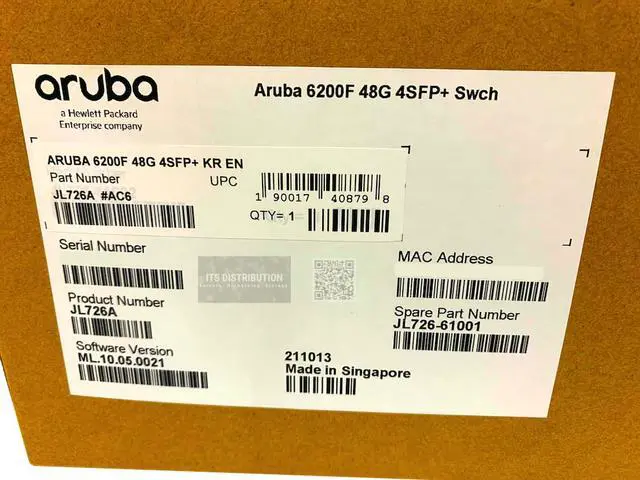 aruba
a Hewlett Packard
Enterprise company
Aruba 6200F 48G 4SFP+ Swch
ARUBA 6200F 48G 4SFP+ KR EN
Part Number
UPC
JL726A #AC6
1 90017 40879 8
QTY= 1
Serial Number
MAC Address
ITS DISTRIBUTION
Product Number
JL726A
Spare Part Number
JL726-61001
Software Version
ML.10.05.0021
211013
Made in Singapore